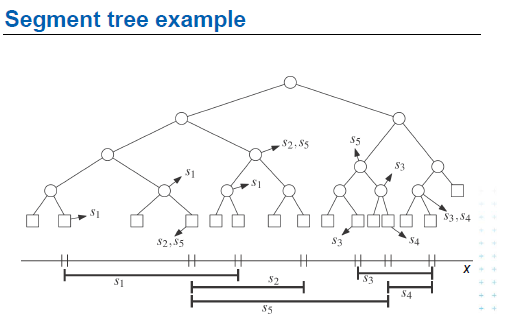 Segment tree example
S2, S5
S5
S3
S1
S1
S1
S3, S4
S2, S5
S3
S4
x
S1
S2
S3
S4
S5